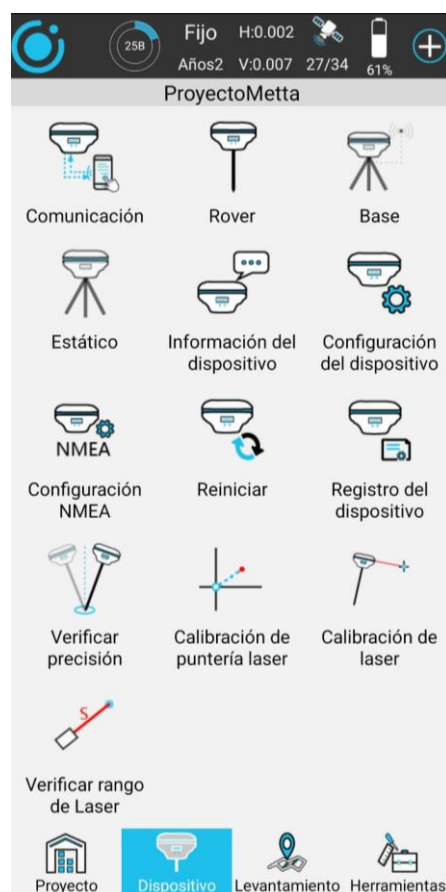 25B
Fijo H:0.002
Años2 V:0.007 27/34 61%
ProyectoMetta
Comunicación Rover Base
Estático Información del Configuración
dispositivo del dispositivo
NMEA
Configuración Reiniciar Registro del
NMEA dispositivo
Verificar Calibración de Calibración de
precisión puntería laser laser
S
Verificar rango
de Laser
Proyecto Dispositivo Levantamiento Herramientas